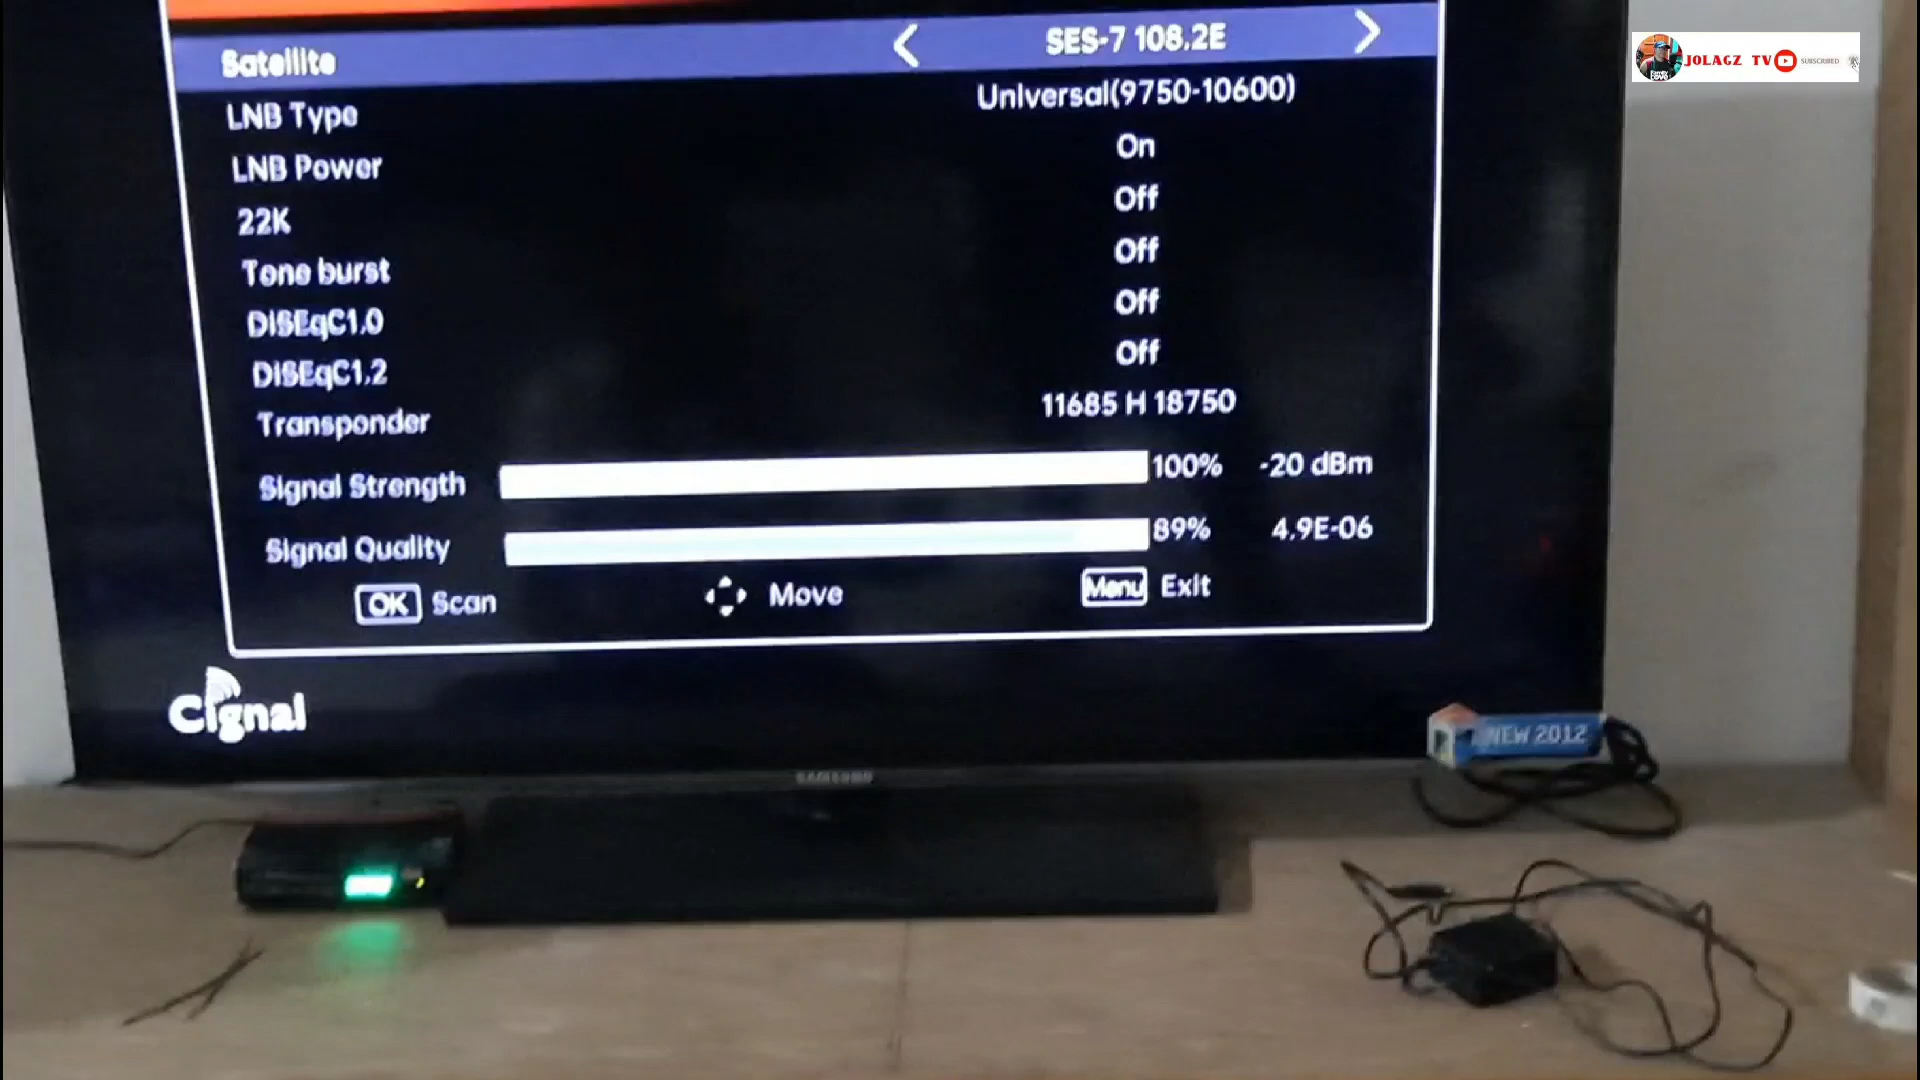 Satellite SES-7 108.2E
LNB Type Universal(9750-10600)
LNB Power On
22K Off
Tone burst Off
DiSEqC1.0 Off
DiSEqC1.2 Off
Transponder 11685 H 18750
Signal Strength 100% -20 dBm
Signal Quality 89% 4.9E-06
OK Scan Move Menu Exit
Cignal
SAMSUNG
NEW 2012
JOLAGZ TV SUBSCRIBED